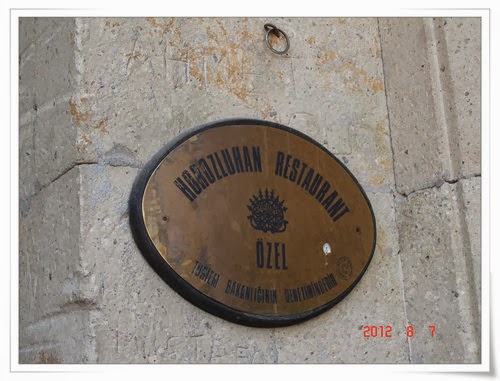 HOROZLUHAN RESTAURANT
ÖZEL
TURİZM BAKANLIĞININ DENETİMİNDEDİR
2012 8 7